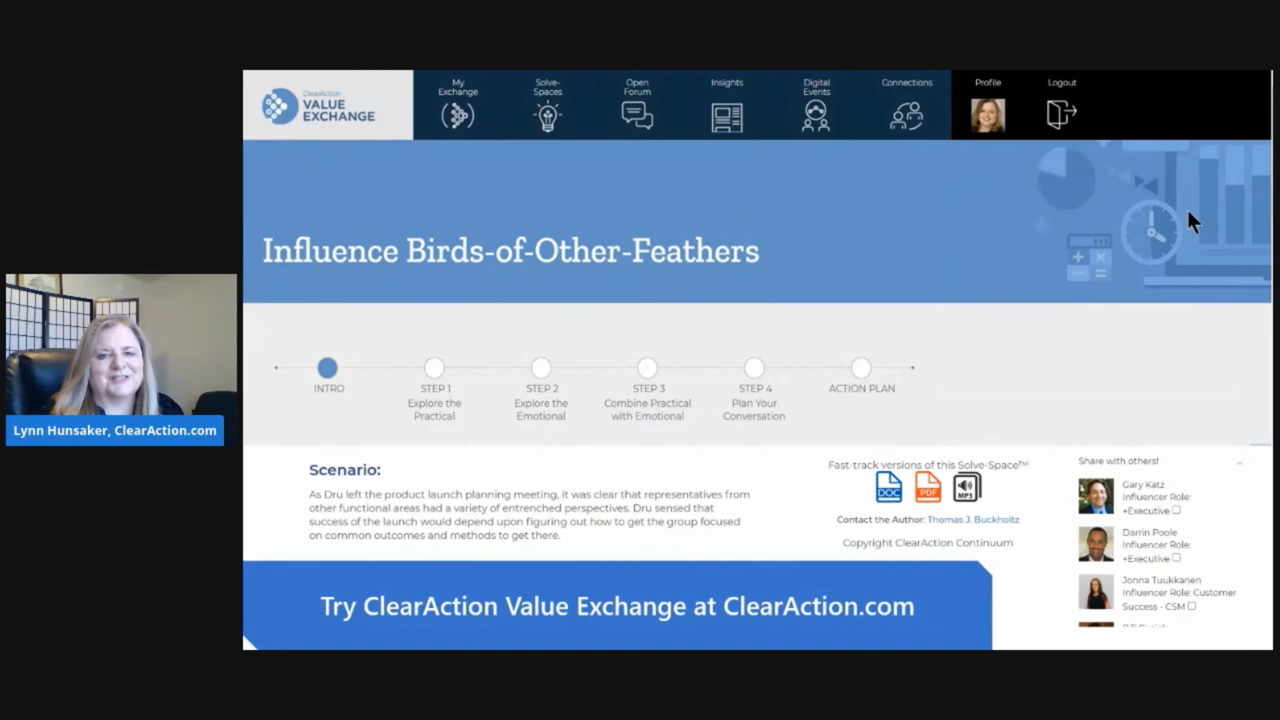 My
Exchange
Solve-
Spaces
Open
Forum
Insights
Digital
Events
Connections
Profile
Logout
ClearAction
VALUE
EXCHANGE
Influence Birds-of-Other-Feathers
INTRO
STEP 1
Explore the
Practical
STEP 2
Explore the
Emotional
STEP 3
Combine Practical
with Emotional
STEP 4
Plan Your
Conversation
ACTION PLAN
Lynn Hunsaker, ClearAction.com
Scenario:
As Dru left the product launch planning meeting, it was clear that representatives from
other functional areas had a variety of entrenched perspectives. Dru sensed that
success of the launch would depend upon figuring out how to get the group focused
on common outcomes and methods to get there.
Fast-track versions of this Solve-Space™
DOC
PDF
MP3
Contact the Author: Thomas J. Buckholtz
Copyright ClearAction Continuum
Share with others!
Gary Katz
Influencer Role:
+Executive
Darrin Poole
Influencer Role:
+Executive
Jonna Tuukkanen
Influencer Role: Customer
Success - CSM
Try ClearAction Value Exchange at ClearAction.com